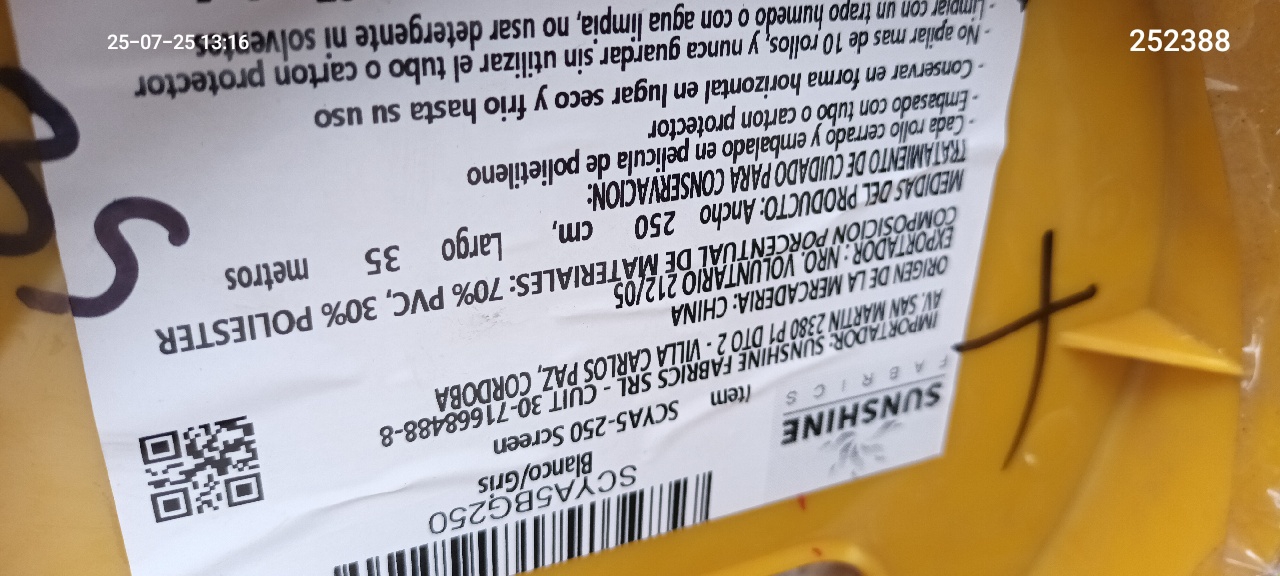 25-07-25 13:16
252388
SCYA5BG250
Blanco/Gris
Item SCYA5-250 Screen
SUNSHINE
FABRICS
IMPORTADOR: SUNSHINE FABRICS SRL - CUIT 30-71668488-8
AV. SAN MARTIN 2380 P1 DTO 2 - VILLA CARLOS PAZ, CORDOBA
ORIGEN DE LA MERCADERIA: CHINA
EXPORTADOR: NRO. VOLUNTARIO 212/05
COMPOSICION PORCENTUAL DE MATERIALES: 70% PVC, 30% POLIESTER
MEDIDAS DEL PRODUCTO: Ancho 250 cm, Largo 35 metros
TRATAMIENTO DE CUIDADO PARA CONSERVACION:
- Cada rollo cerrado y embalado en pelicula de polietileno
- Embasado con tubo o carton protector
- Conservar en forma horizontal en lugar seco y frio hasta su uso
- No apilar mas de 10 rollos, y nunca guardar sin utilizar el tubo o carton protector
- Limpiar con un trapo humedo o con agua limpia, no usar detergente ni